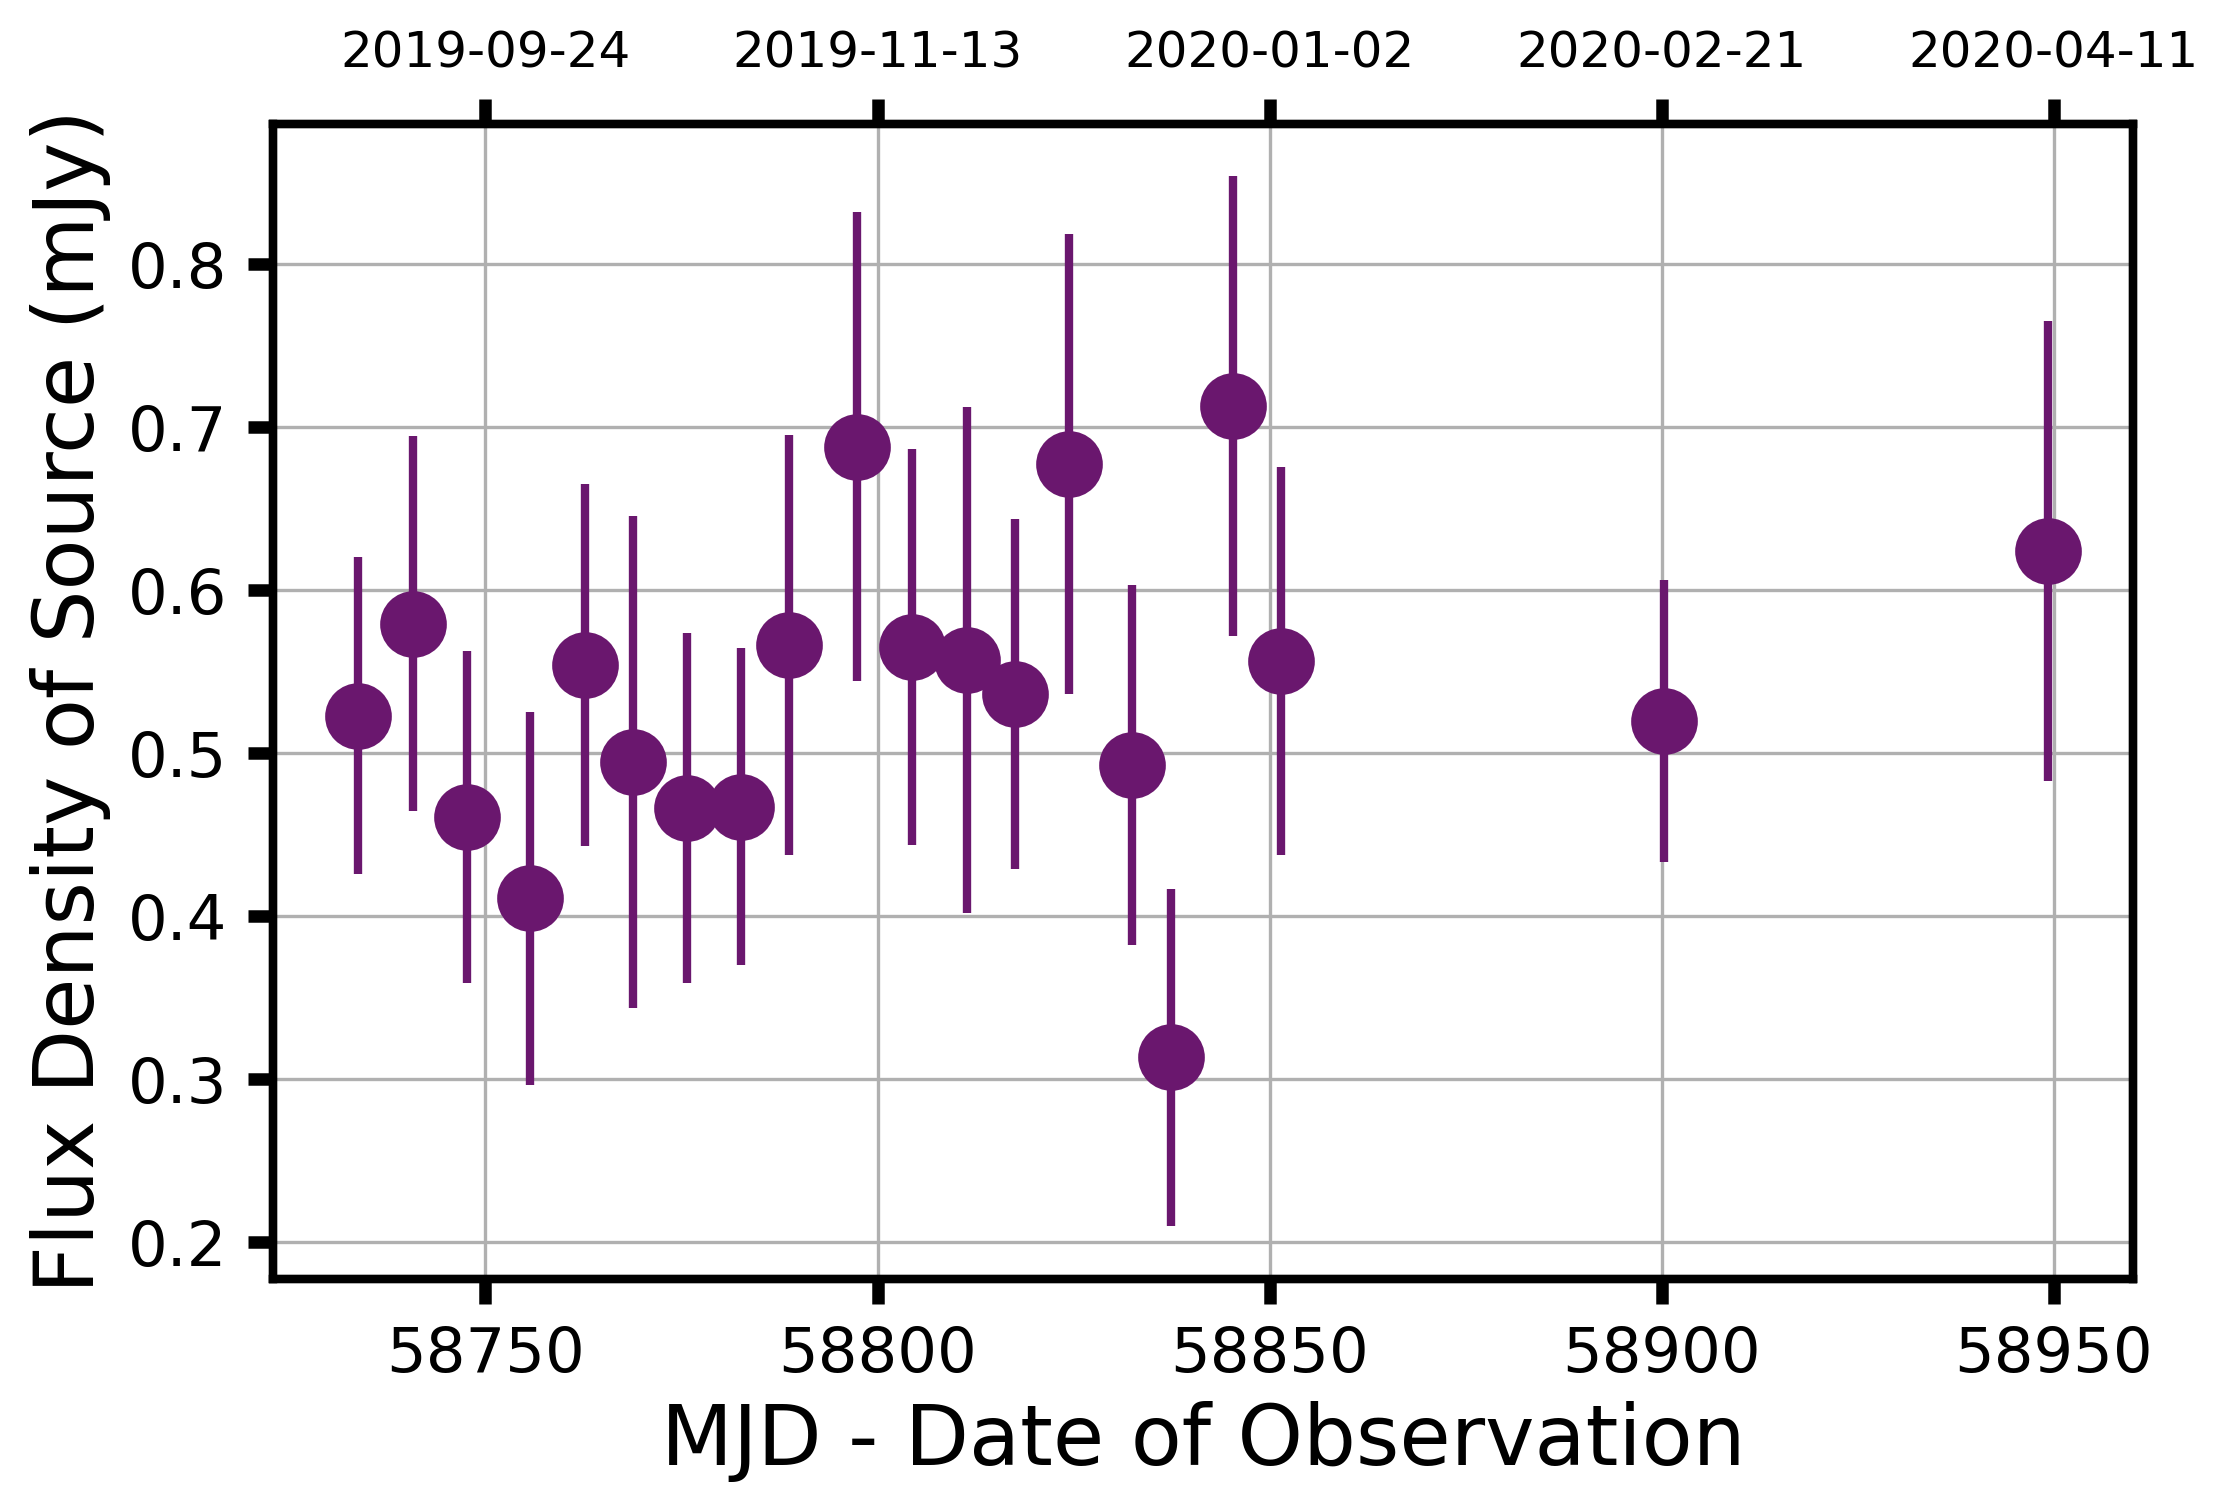 2019-09-24 2019-11-13 2020-01-02 2020-02-21 2020-04-11
Flux Density of Source (mJy)
0.8
0.7
0.6
0.5
0.4
0.3
0.2
58750 58800 58850 58900 58950
MJD - Date of Observation